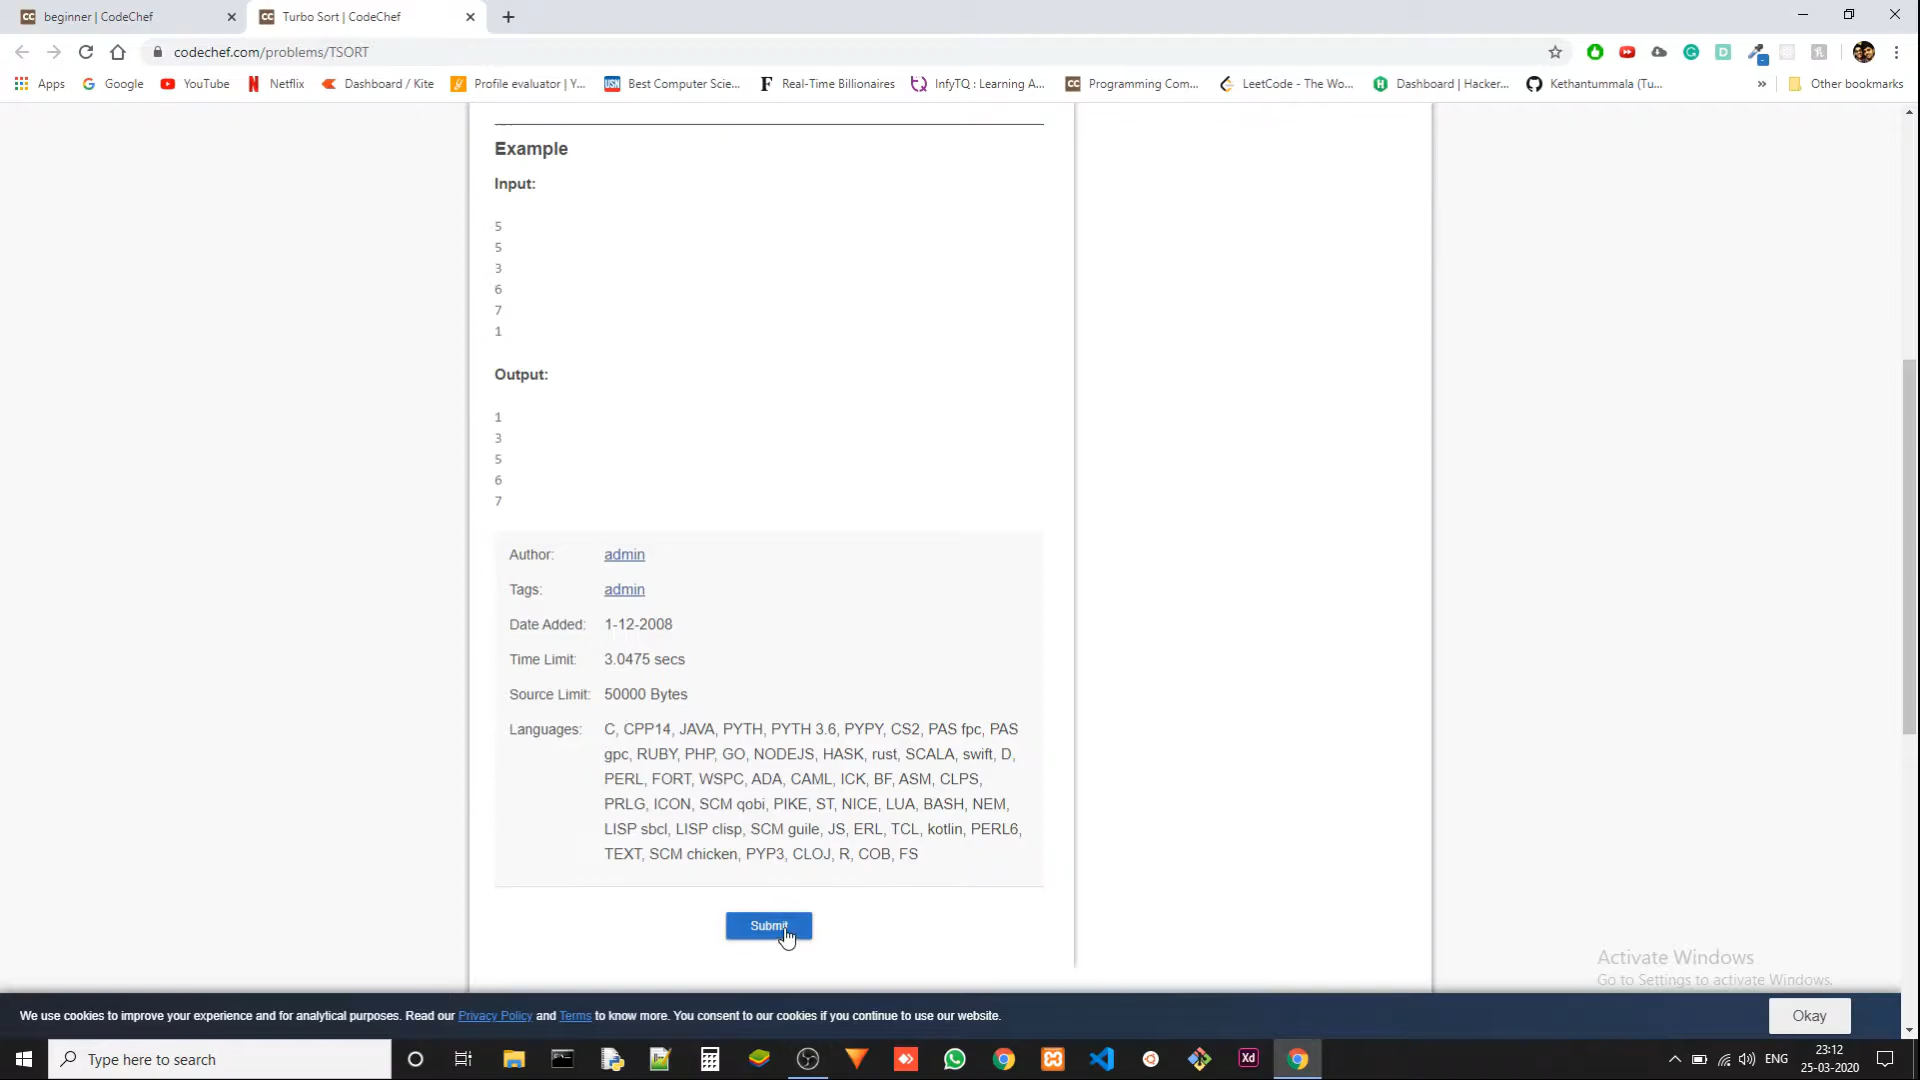 beginner | CodeChef
Turbo Sort | CodeChef
codechef.com/problems/TSORT
Apps
Google
YouTube
Netflix
Dashboard / Kite
Profile evaluator | Y...
Best Computer Scie...
Real-Time Billionaires
InfyTQ : Learning A...
Programming Com...
LeetCode - The Wo...
Dashboard | Hacker...
Kethantummala (Tu...
»
Other bookmarks
Example
Input:
5
5
3
6
7
1
Output:
1
3
5
6
7
Author: admin
Tags: admin
Date Added: 1-12-2008
Time Limit: 3.0475 secs
Source Limit: 50000 Bytes
Languages: C, CPP14, JAVA, PYTH, PYTH 3.6, PYPY, CS2, PAS fpc, PAS
gpc, RUBY, PHP, GO, NODEJS, HASK, rust, SCALA, swift, D,
PERL, FORT, WSPC, ADA, CAML, ICK, BF, ASM, CLPS,
PRLG, ICON, SCM qobi, PIKE, ST, NICE, LUA, BASH, NEM,
LISP sbcl, LISP clisp, SCM guile, JS, ERL, TCL, kotlin, PERL6,
TEXT, SCM chicken, PYP3, CLOJ, R, COB, FS
Submit
Activate Windows
Go to Settings to activate Windows.
We use cookies to improve your experience and for analytical purposes. Read our Privacy Policy and Terms to know more. You consent to our cookies if you continue to use our website.
Okay
Type here to search
Xd
ENG
23:12
25-03-2020